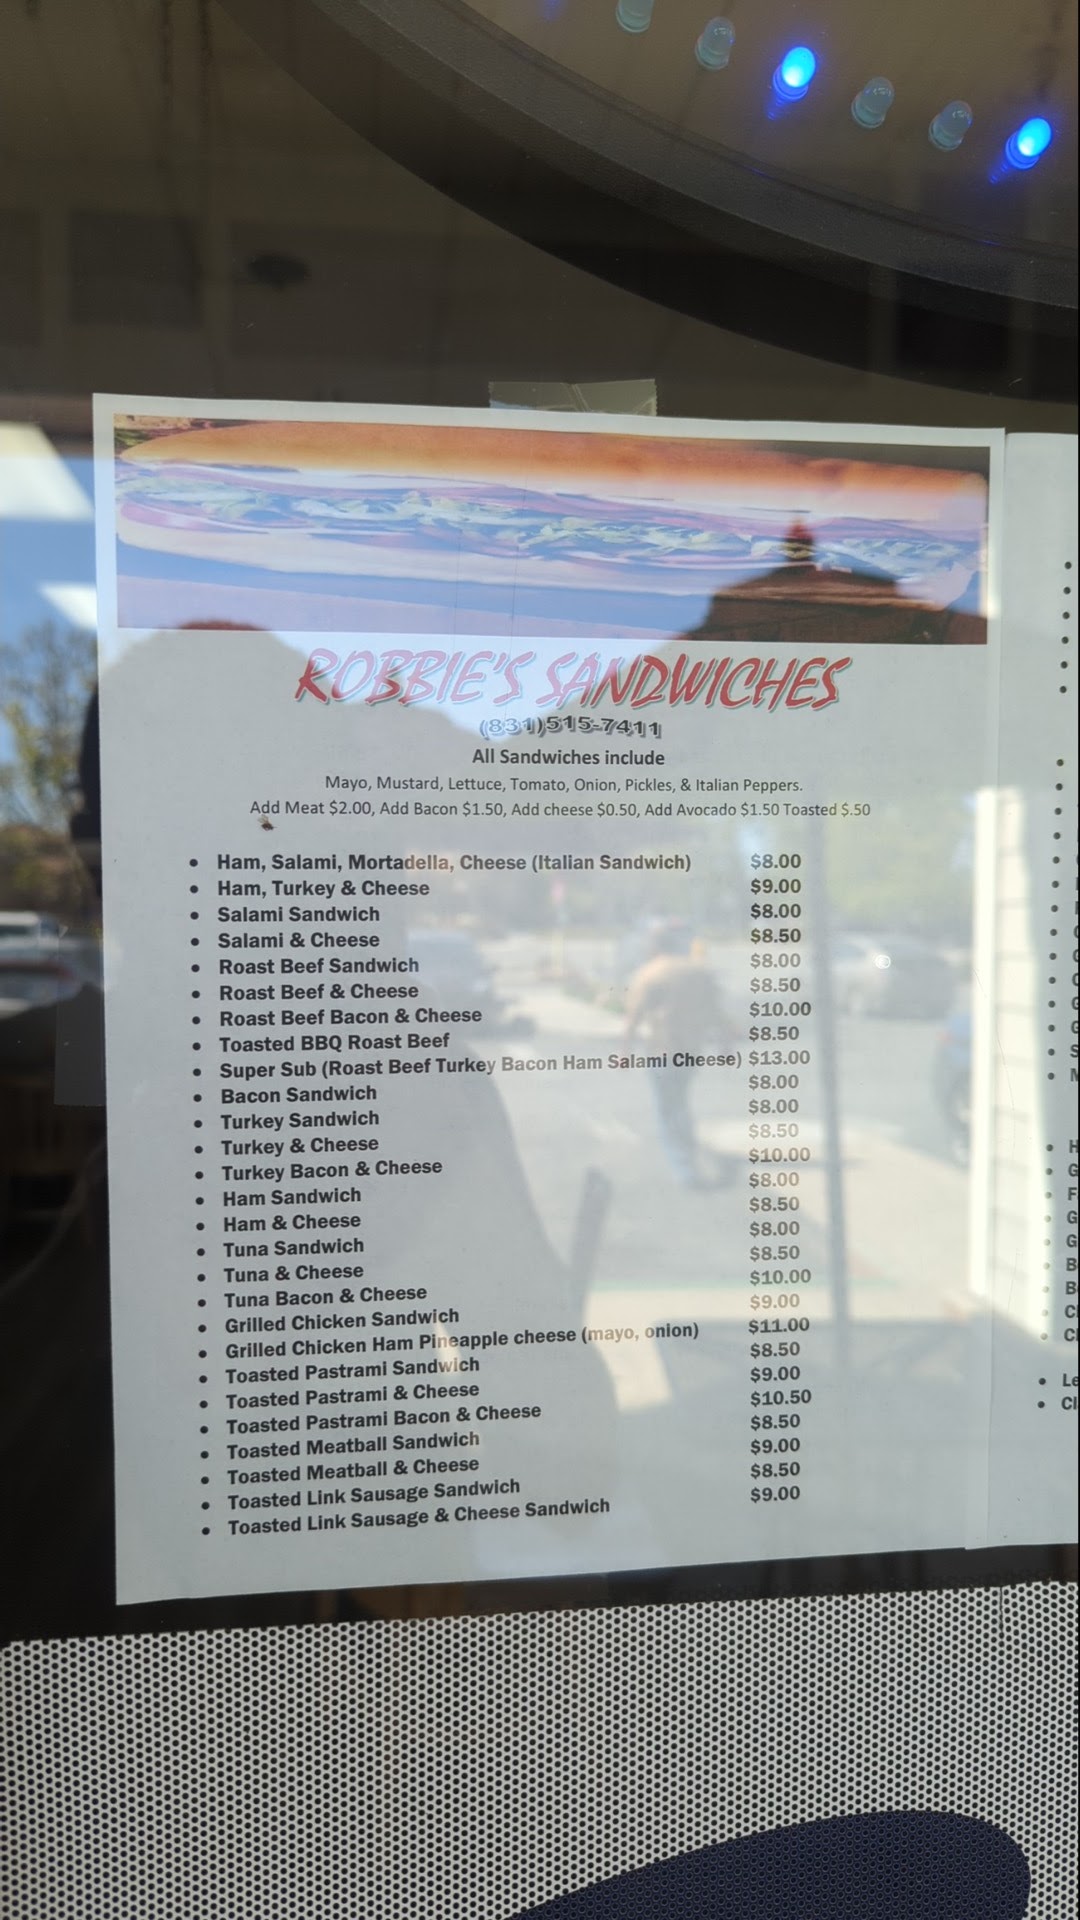 ROBBIE'S SANDWICHES
(831)515-7411
All Sandwiches include
Mayo, Mustard, Lettuce, Tomato, Onion, Pickles, & Italian Peppers.
Add Meat $2.00, Add Bacon $1.50, Add cheese $0.50, Add Avocado $1.50 Toasted $.50
• Ham, Salami, Mortadella, Cheese (Italian Sandwich) $8.00
• Ham, Turkey & Cheese $9.00
• Salami Sandwich $8.00
• Salami & Cheese $8.50
• Roast Beef Sandwich $8.00
• Roast Beef & Cheese $8.50
• Roast Beef Bacon & Cheese $10.00
• Toasted BBQ Roast Beef $8.50
• Super Sub (Roast Beef Turkey Bacon Ham Salami Cheese) $13.00
• Bacon Sandwich $8.00
• Turkey Sandwich $8.00
• Turkey & Cheese $8.50
• Turkey Bacon & Cheese $10.00
• Ham Sandwich $8.00
• Ham & Cheese $8.50
• Tuna Sandwich $8.00
• Tuna & Cheese $8.50
• Tuna Bacon & Cheese $10.00
• Grilled Chicken Sandwich $9.00
• Grilled Chicken Ham Pineapple cheese (mayo, onion) $11.00
• Toasted Pastrami Sandwich $8.50
• Toasted Pastrami & Cheese $9.00
• Toasted Pastrami Bacon & Cheese $10.50
• Toasted Meatball Sandwich $8.50
• Toasted Meatball & Cheese $9.00
• Toasted Link Sausage Sandwich $8.50
• Toasted Link Sausage & Cheese Sandwich $9.00